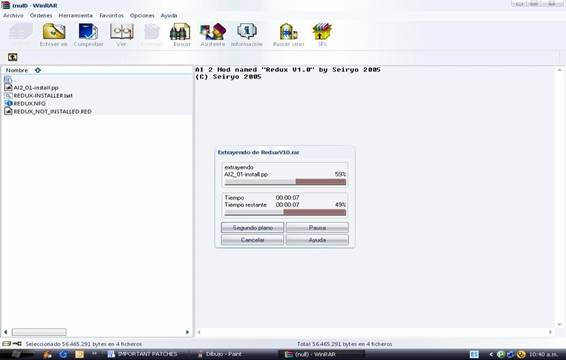 (null) - WinRAR
Archivo Órdenes Herramienta Favoritos Opciones Ayuda
Extraer en Comprobar Ver Buscar Asistente Información Buscar virus SFX
Nombre
..
AI2_01-install.pp
REDUX-INSTALLER.bat
REDUX.NFO
REDUX_NOT_INSTALLED.RED
AI 2 Mod named "Redux V1.0" by Seiryo 2005
(C) Seiryo 2005
Extrayendo de ReduxV10.rar
extrayendo
AI2_01-install.pp 59%
Tiempo 00:00:07
Tiempo restante 00:00:07 49%
Segundo plano Pausa
Cancelar Ayuda
Seleccionado 56.465.291 bytes en 4 ficheros Total 56.465.291 bytes en 4 ficheros
IMPORTANT PATCHES Dibujo - Paint (null) - WinRAR ES 10:40 a.m.